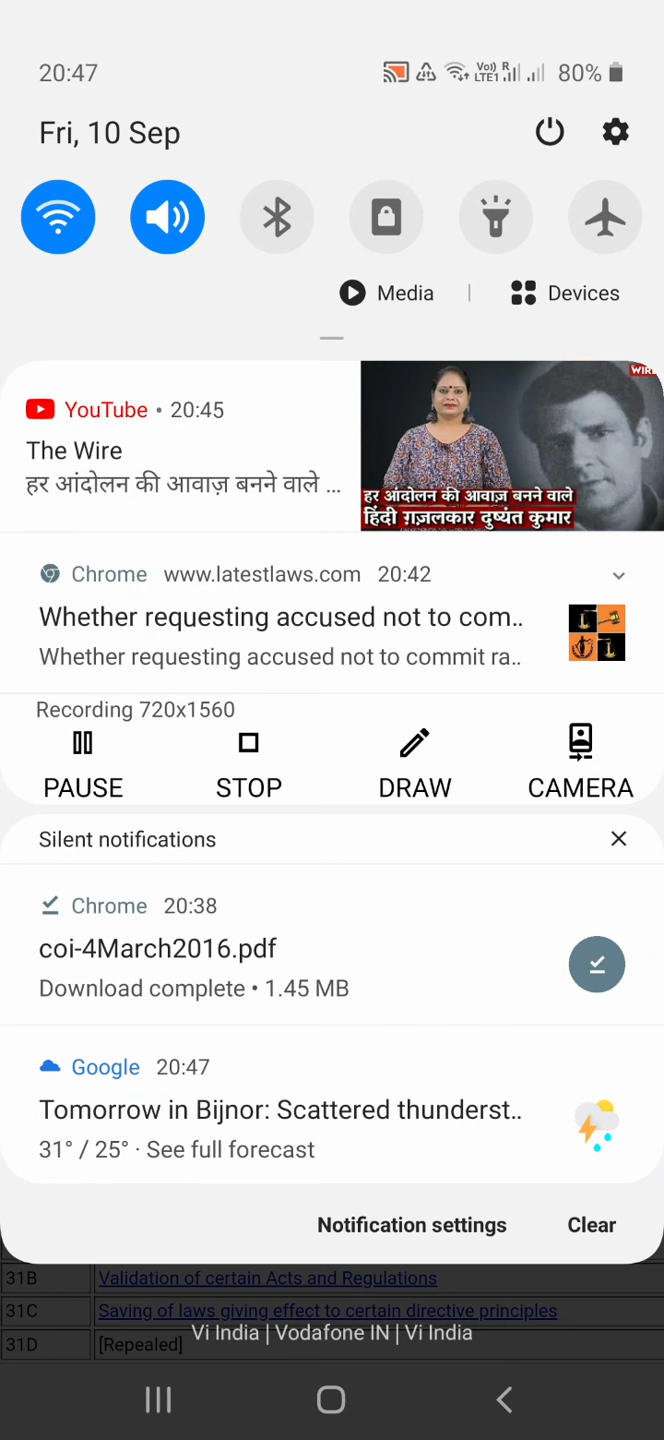 20:47
Vo)) R
LTE1
80%
Fri, 10 Sep
Media | Devices
YouTube • 20:45
The Wire
हर आंदोलन की आवाज़ बनने वाले ...
WIRE
हर आंदोलन की आवाज़ बनने वाले
हिंदी ग़ज़लकार दुष्यंत कुमार
Chrome www.latestlaws.com 20:42
Whether requesting accused not to com..
Whether requesting accused not to commit ra..
Recording 720x1560
PAUSE STOP DRAW CAMERA
Silent notifications
Chrome 20:38
coi-4March2016.pdf
Download complete • 1.45 MB
Google 20:47
Tomorrow in Bijnor: Scattered thunderst..
31° / 25° · See full forecast
Notification settings Clear
31B Validation of certain Acts and Regulations
31C Saving of laws giving effect to certain directive principles
31D [Repealed]
Vi India | Vodafone IN | Vi India